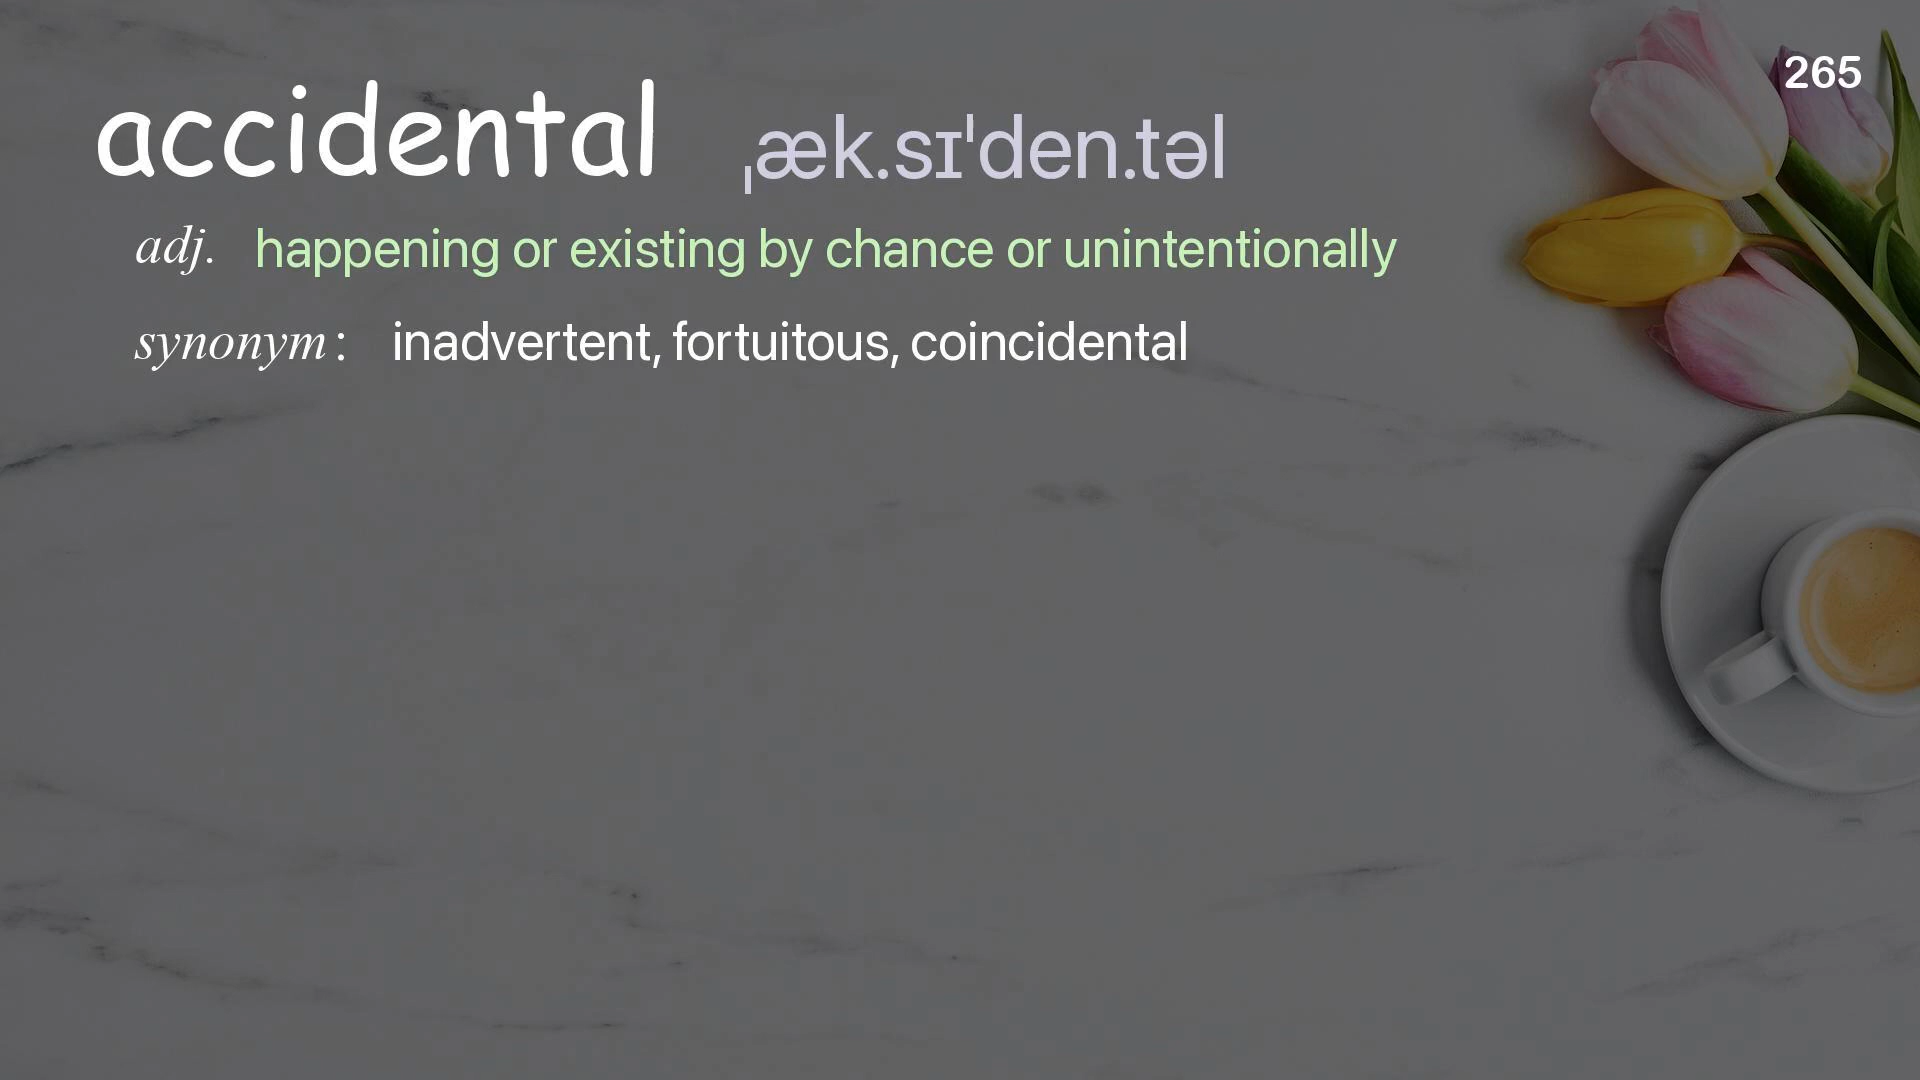 265
accidental ˌæk.sɪˈden.təl
adj. happening or existing by chance or unintentionally
synonym: inadvertent, fortuitous, coincidental